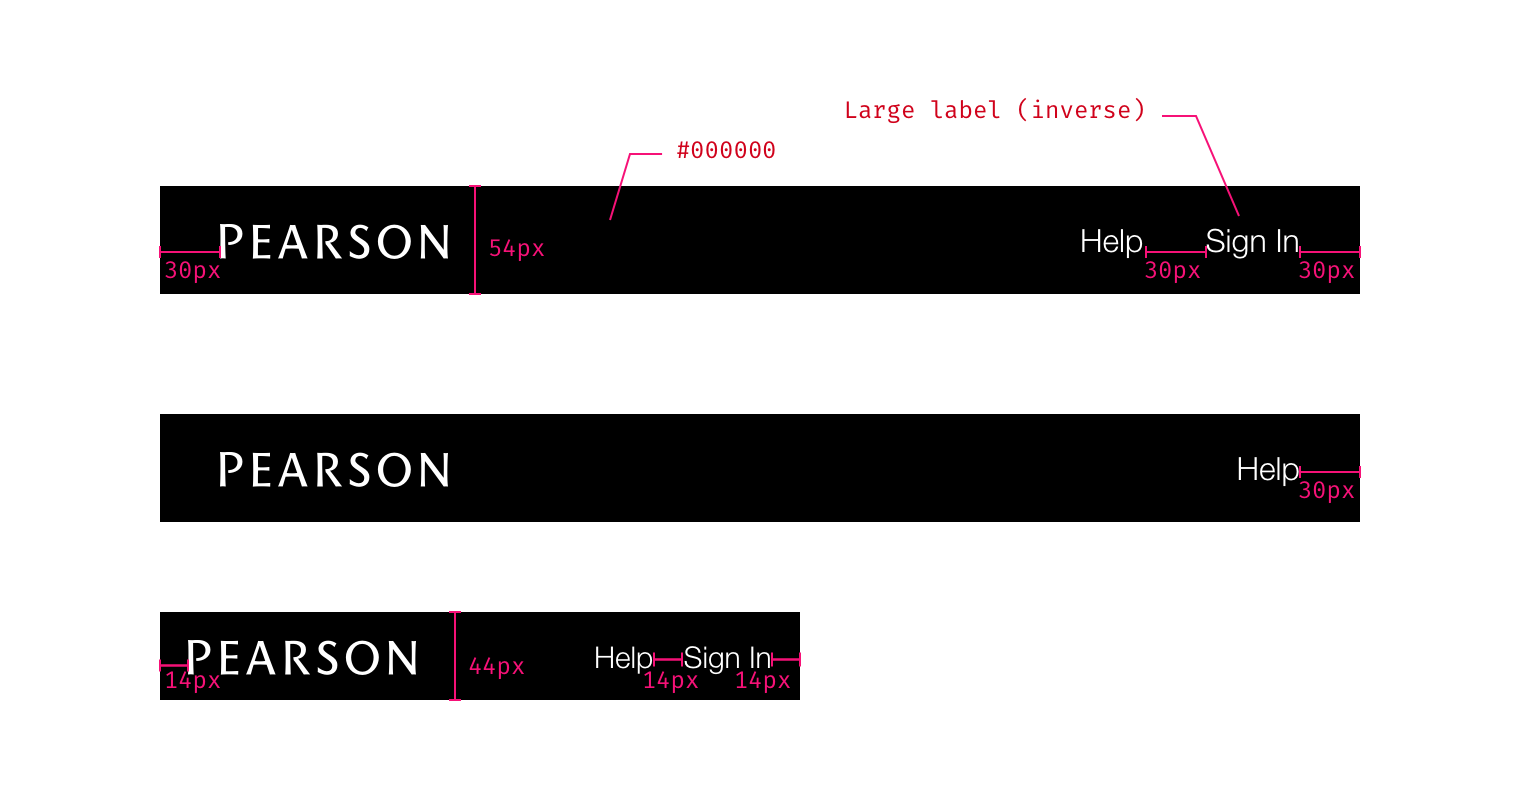 Large label (inverse)
#000000
PEARSON 54px Help Sign In
30px 30px 30px
PEARSON Help
30px
PEARSON 44px Help Sign In
14px 14px 14px